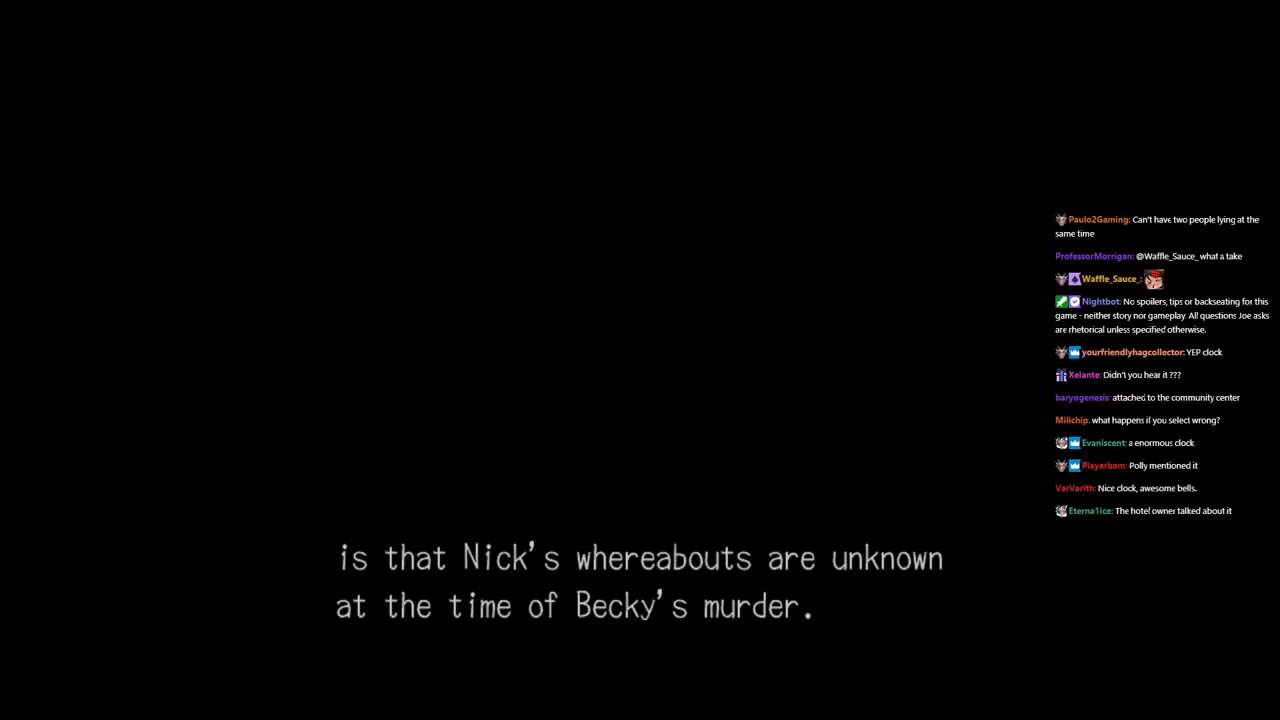 Paulo2Gaming: Can't have two people lying at the
same time
ProfessorMorrigan: @Waffle_Sauce_ what a take
Waffle_Sauce_:
Nightbot: No spoilers, tips or backseating for this
game - neither story nor gameplay. All questions Joe asks
are rhetorical unless specified otherwise.
yourfriendlyhagcollector: YEP clock
Xelante: Didn't you hear it ???
baryogenesis: attached to the community center
Milichip: what happens if you select wrong?
Evaniscent: a enormous clock
Playerbam: Polly mentioned it
VarVarith: Nice clock, awesome bells.
Eterna1ice: The hotel owner talked about it
is that Nick's whereabouts are unknown
at the time of Becky's murder.